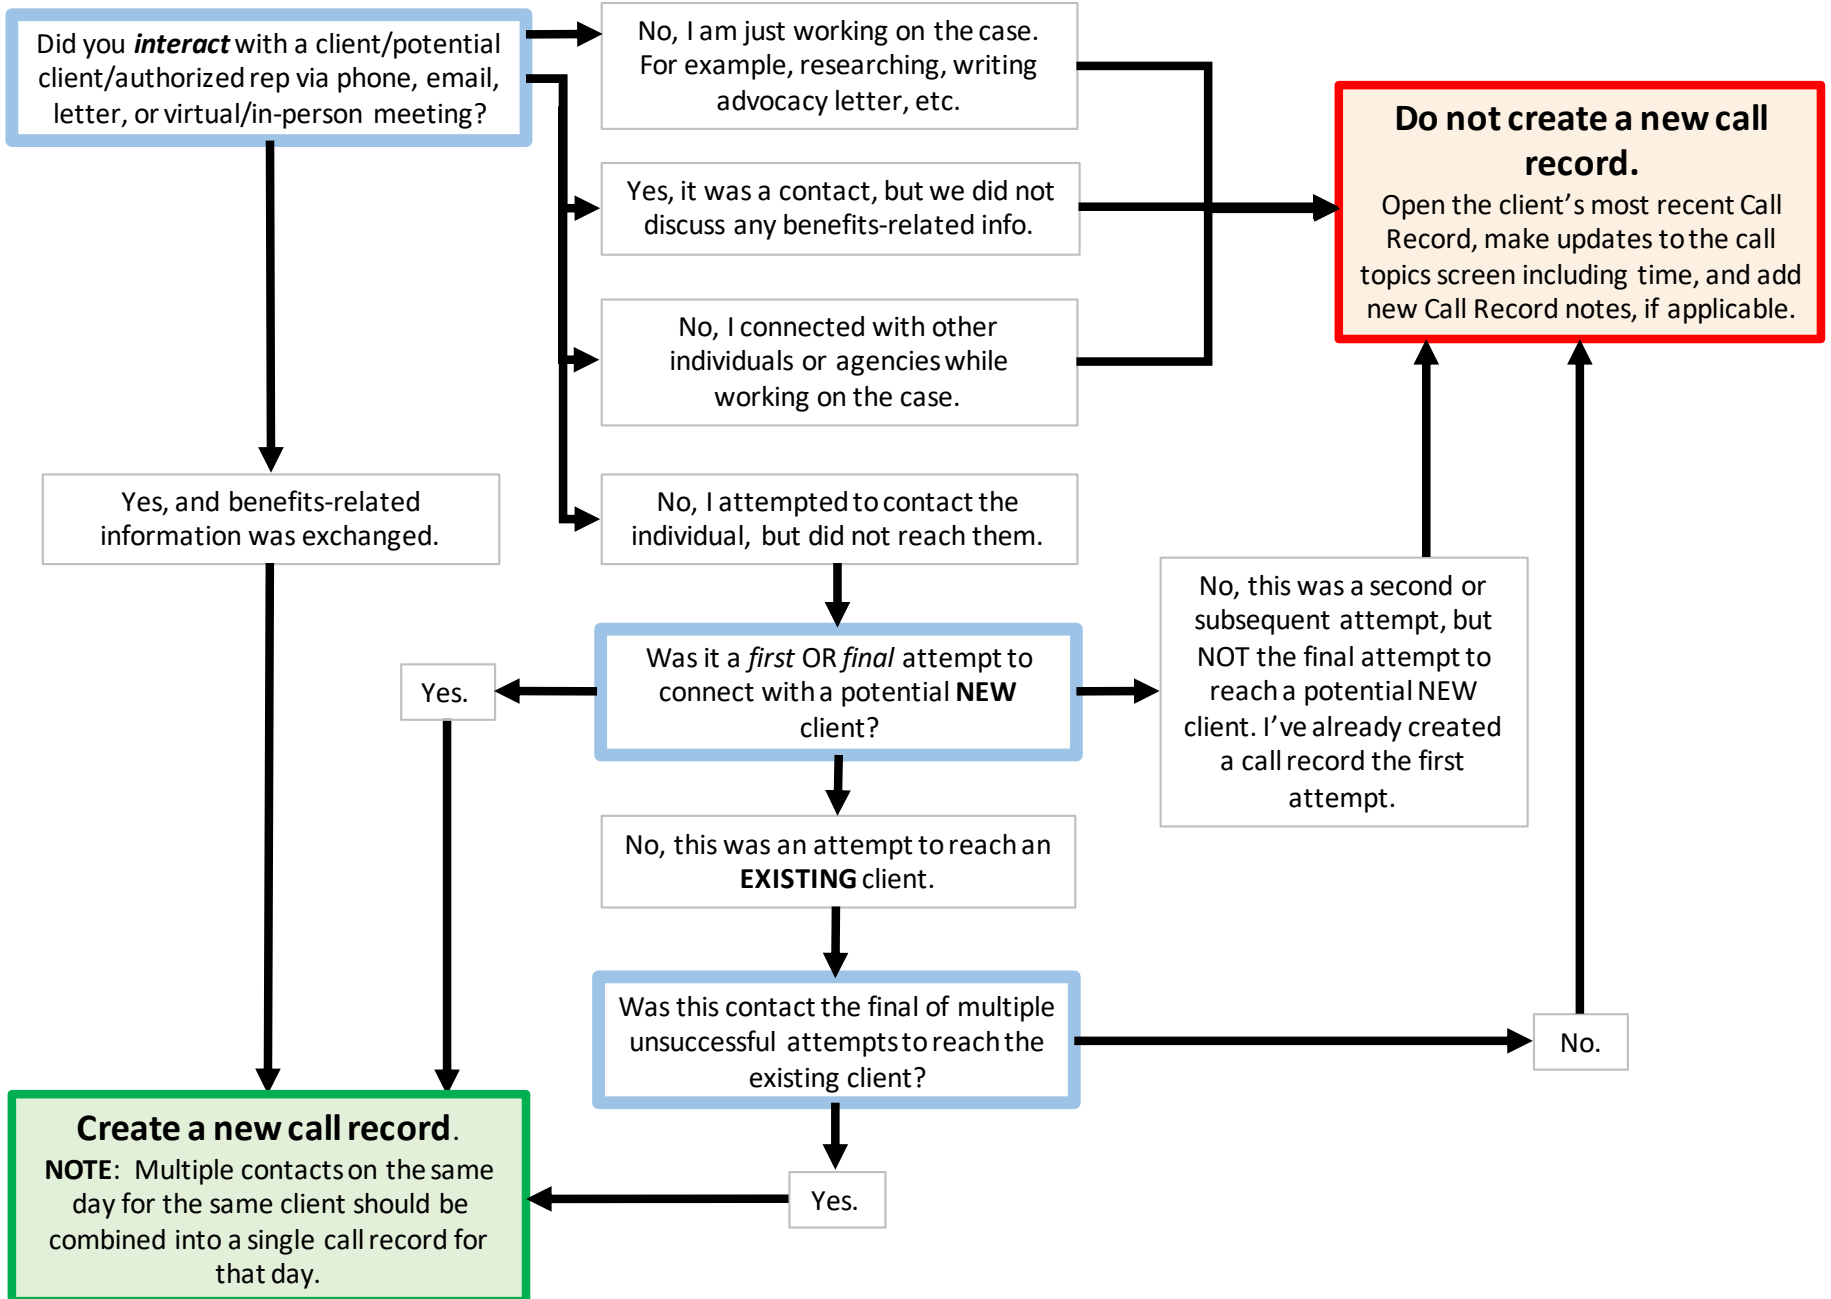 Did you interact with a client/potential
client/authorized rep via phone, email,
letter, or virtual/in-person meeting?
No, I am just working on the case.
For example, researching, writing
advocacy letter, etc.
Yes, it was a contact, but we did not
discuss any benefits-related info.
No, I connected with other
individuals or agencies while
working on the case.
Do not create a new call
record.
Open the client’s most recent Call
Record, make updates to the call
topics screen including time, and add
new Call Record notes, if applicable.
Yes, and benefits-related
information was exchanged.
No, I attempted to contact the
individual, but did not reach them.
Was it a first OR final attempt to
connect with a potential NEW
client?
Yes.
No, this was a second or
subsequent attempt, but
NOT the final attempt to
reach a potential NEW
client. I’ve already created
a call record the first
attempt.
No, this was an attempt to reach an
EXISTING client.
Was this contact the final of multiple
unsuccessful attempts to reach the
existing client?
No.
Yes.
Create a new call record.
NOTE: Multiple contacts on the same
day for the same client should be
combined into a single call record for
that day.